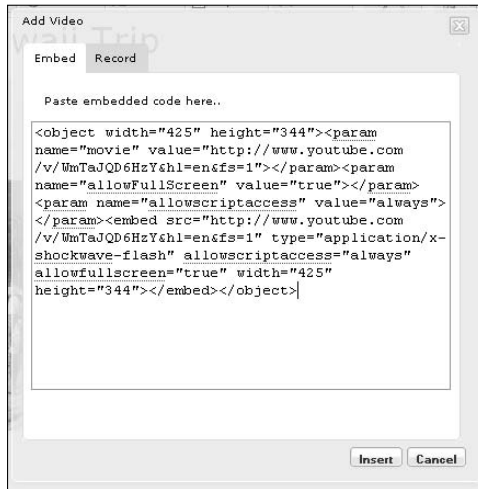 Add Video
waii Trip
Embed Record
Paste embedded code here..
<object width="425" height="344"><param
name="movie" value="http://www.youtube.com
/v/WmTaJQD6HzY&hl=en&fs=1"></param><param
name="allowFullScreen" value="true"></param>
<param name="allowscriptaccess" value="always">
</param><embed src="http://www.youtube.com
/v/WmTaJQD6HzY&hl=en&fs=1" type="application/x-
shockwave-flash" allowscriptaccess="always"
allowfullscreen="true" width="425"
height="344"></embed></object>
Insert Cancel